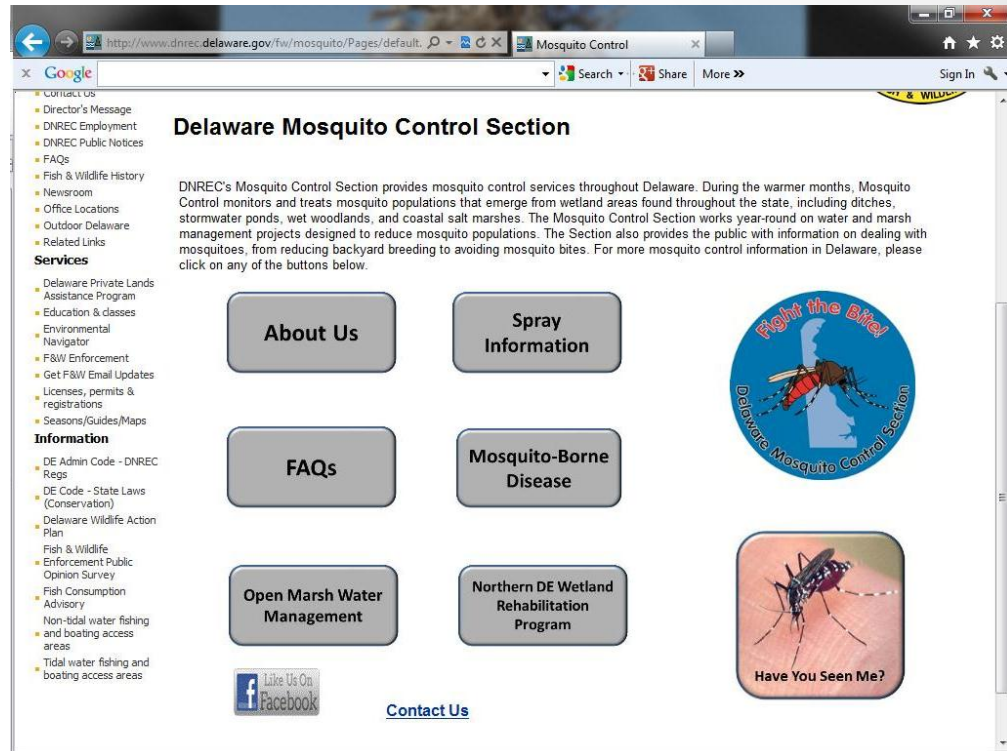 http://www.dnrec.delaware.gov/fw/mosquito/Pages/default.
Mosquito Control
x Google
Search
Share
More »
Sign In
Contact Us
Director's Message
DNREC Employment
DNREC Public Notices
FAQs
Fish & Wildlife History
Newsroom
Office Locations
Outdoor Delaware
Related Links
Services
Delaware Private Lands
Assistance Program
Education & classes
Environmental
Navigator
F&W Enforcement
Get F&W Email Updates
Licenses, permits &
registrations
Seasons/Guides/Maps
Information
DE Admin Code - DNREC
Regs
DE Code - State Laws
(Conservation)
Delaware Wildlife Action
Plan
Fish & Wildlife
Enforcement Public
Opinion Survey
Fish Consumption
Advisory
Non-tidal water fishing
and boating access
areas
Tidal water fishing and
boating access areas
Delaware Mosquito Control Section
DNREC's Mosquito Control Section provides mosquito control services throughout Delaware. During the warmer months, Mosquito
Control monitors and treats mosquito populations that emerge from wetland areas found throughout the state, including ditches,
stormwater ponds, wet woodlands, and coastal salt marshes. The Mosquito Control Section works year-round on water and marsh
management projects designed to reduce mosquito populations. The Section also provides the public with information on dealing with
mosquitoes, from reducing backyard breeding to avoiding mosquito bites. For more mosquito control information in Delaware, please
click on any of the buttons below.
About Us
Spray
Information
Fight the Bite!
Delaware Mosquito Control Section
FAQs
Mosquito-Borne
Disease
Open Marsh Water
Management
Northern DE Wetland
Rehabilitation
Program
Have You Seen Me?
Like Us On
Facebook
Contact Us